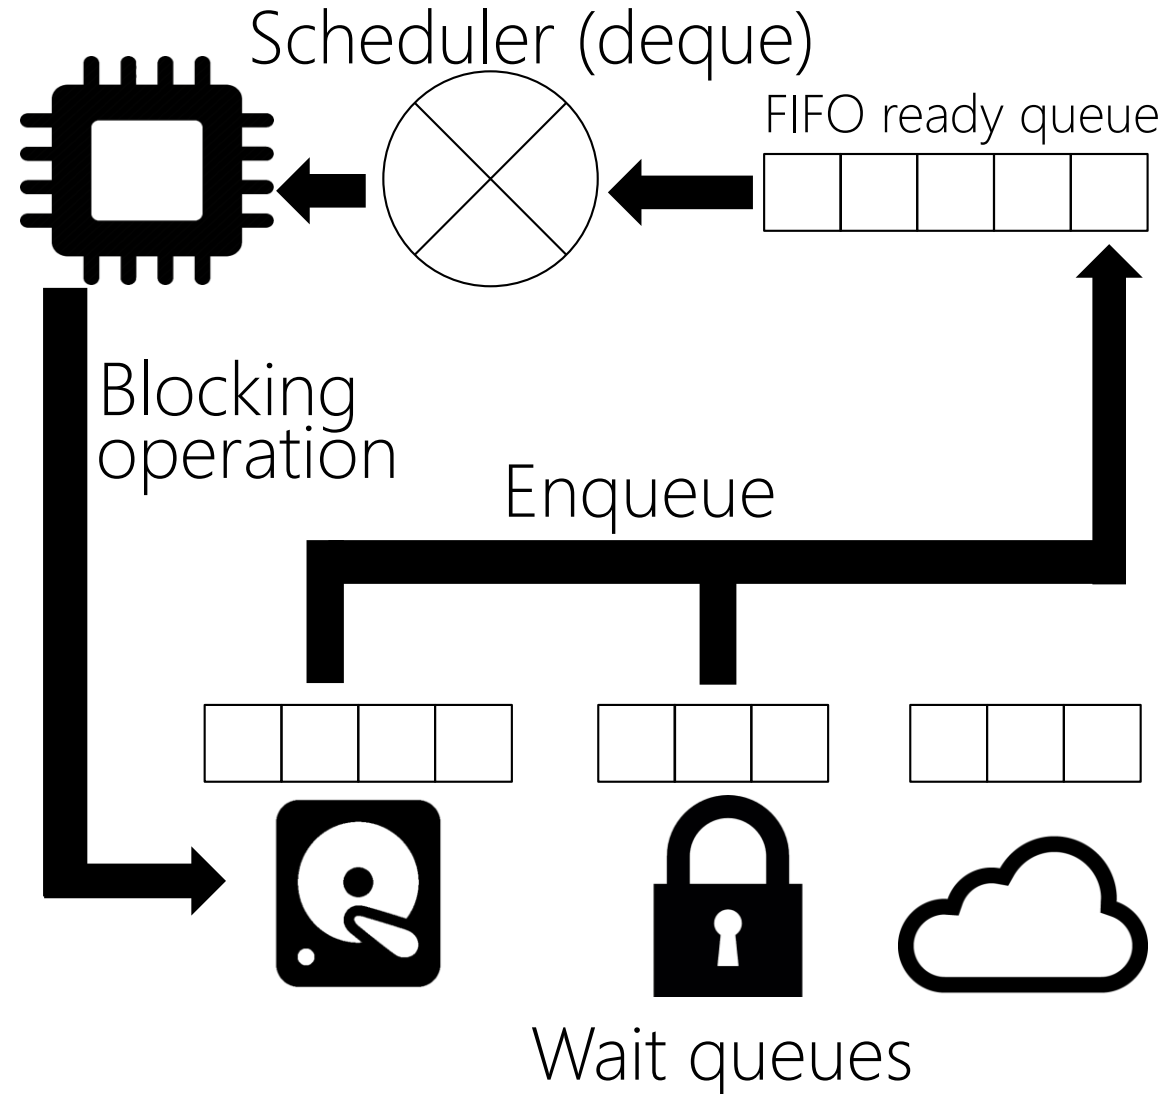 Scheduler (deque)
FIFO ready queue
Blocking
operation
Enqueue
Wait queues